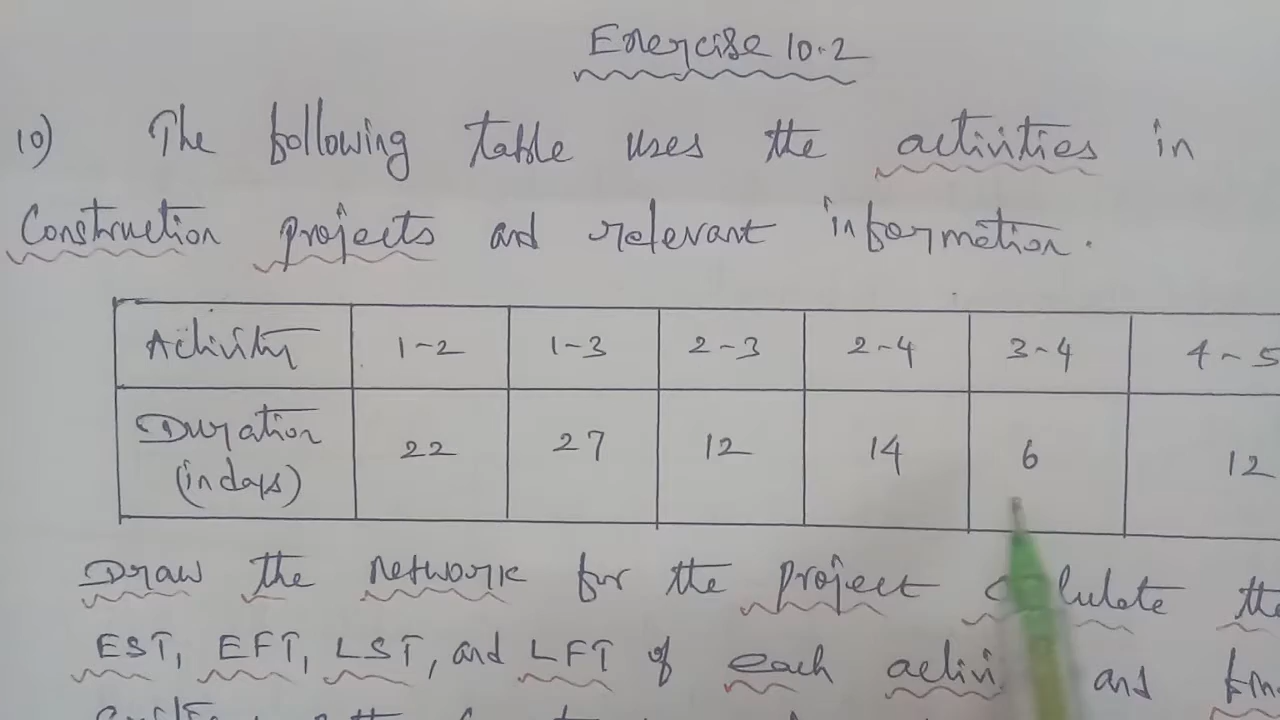 Exercise 10.2
10) The following table uses the activities in
Construction projects and relevant information.
Activity 1-2 1-3 2-3 2-4 3-4 4-5
Duration (in days) 22 27 12 14 6 12
Draw the network for the project the
EST, EFT, LST, and LFT of each and